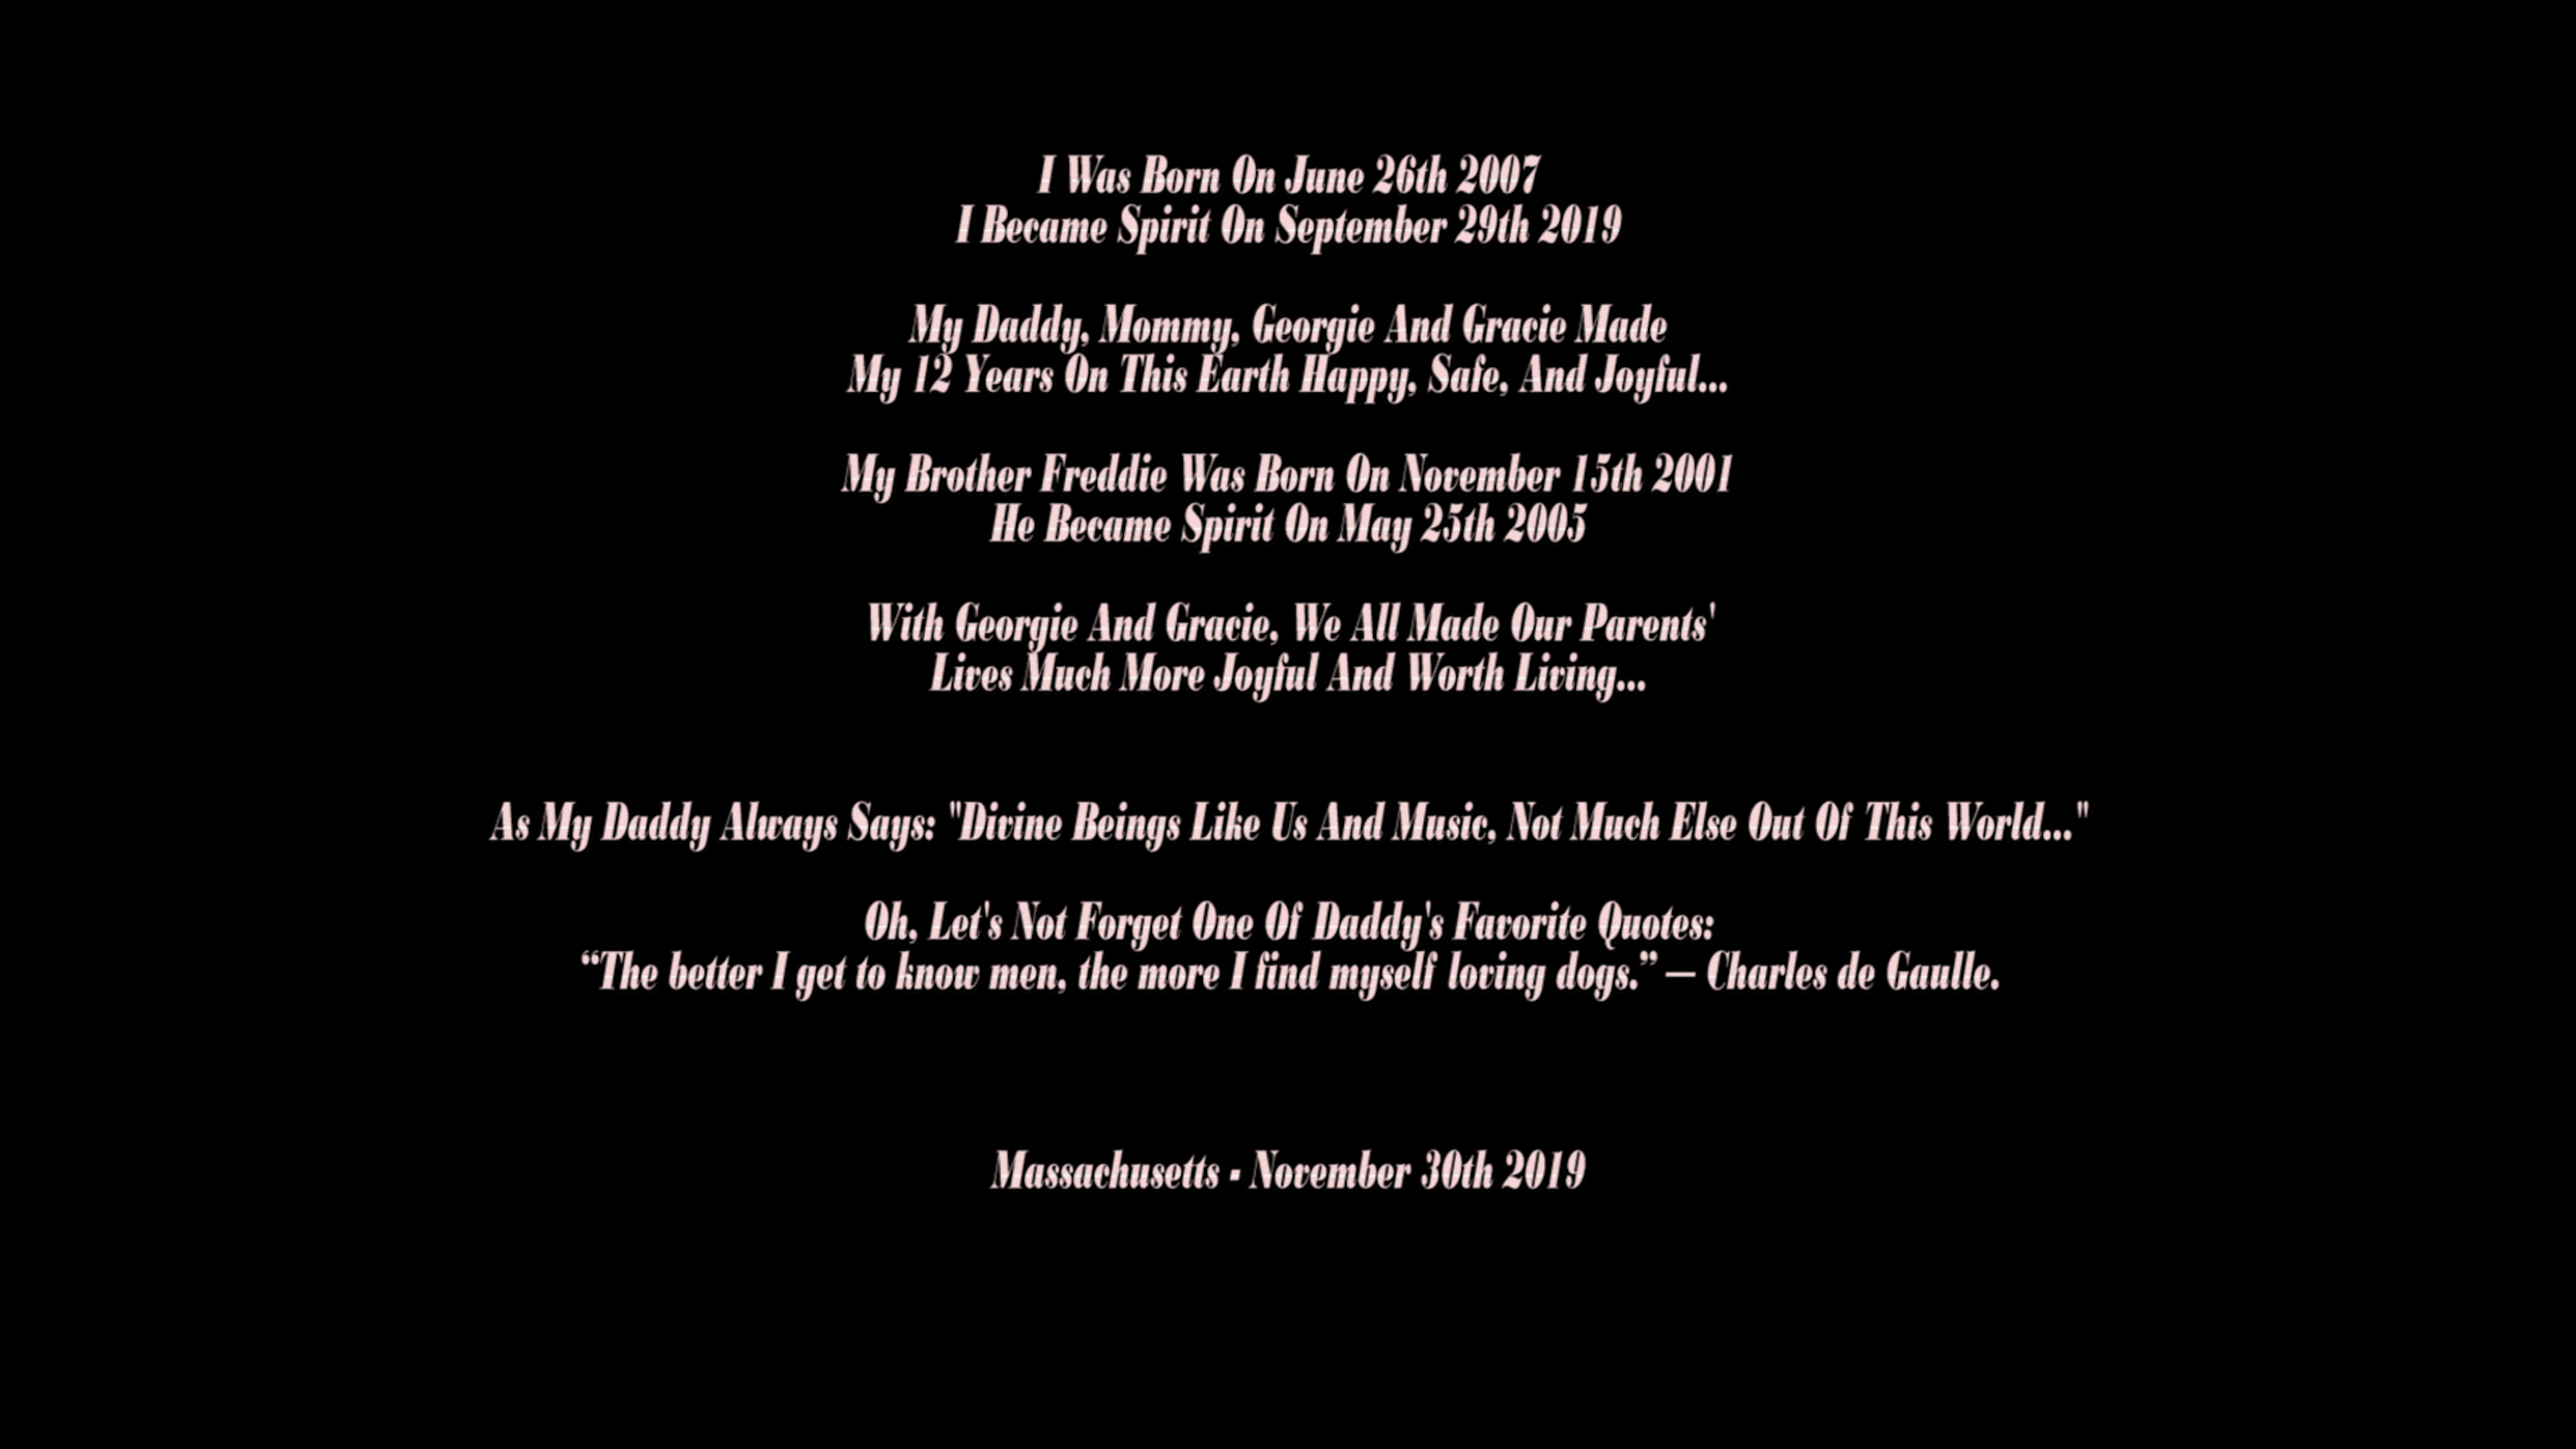 I Was Born On June 26th 2007
I Became Spirit On September 29th 2019
My Daddy, Mommy, Georgie And Gracie Made
My 12 Years On This Earth Happy, Safe, And Joyful...
My Brother Freddie Was Born On November 15th 2001
He Became Spirit On May 25th 2005
With Georgie And Gracie, We All Made Our Parents'
Lives Much More Joyful And Worth Living...
As My Daddy Always Says: "Divine Beings Like Us And Music, Not Much Else Out Of This World..."
Oh, Let's Not Forget One Of Daddy's Favorite Quotes:
“The better I get to know men, the more I find myself loving dogs.” — Charles de Gaulle.
Massachusetts - November 30th 2019